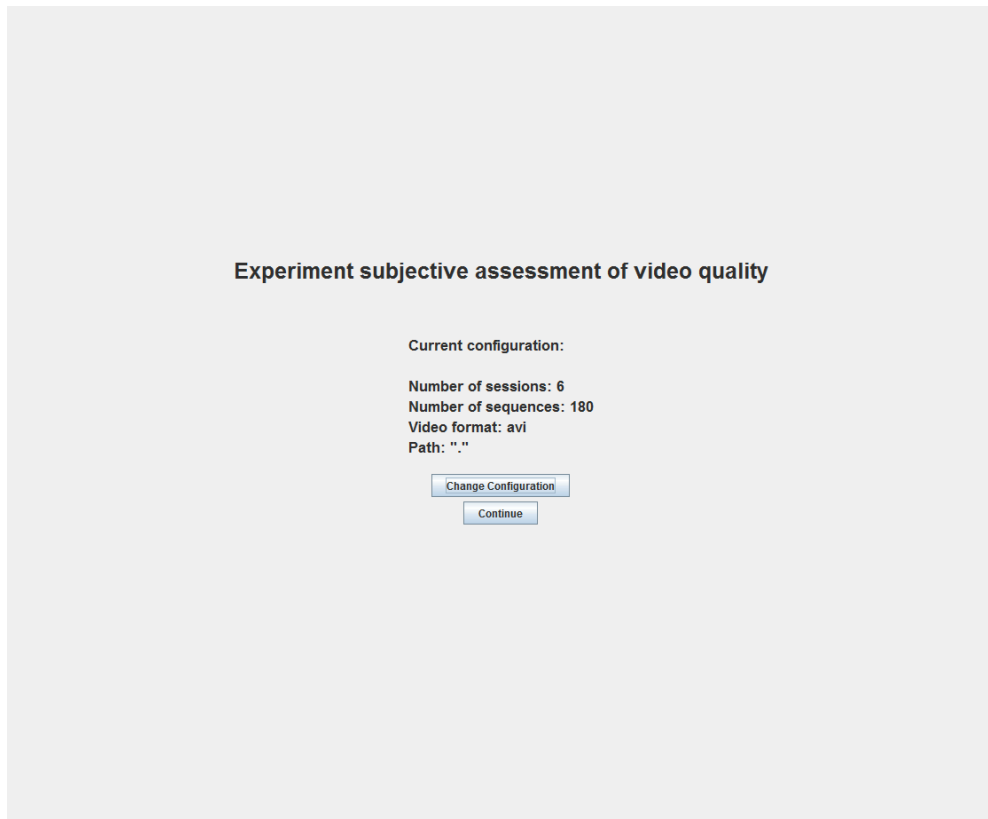 Experiment subjective assessment of video quality
Current configuration:
Number of sessions: 6
Number of sequences: 180
Video format: avi
Path: "."
Change Configuration
Continue